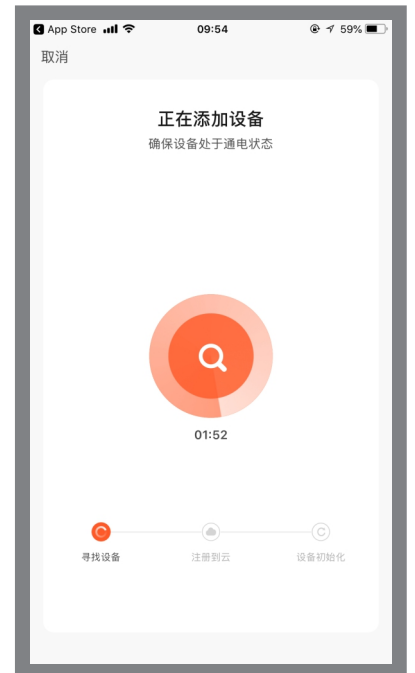 App Store 09:54 59%
取消
正在添加设备
确保设备处于通电状态
01:52
寻找设备 注册到云 设备初始化